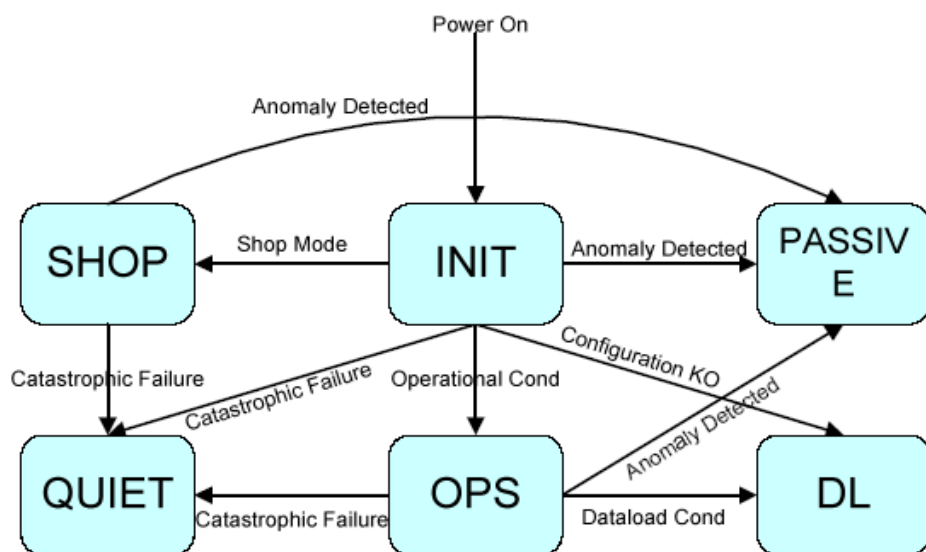 Power On
Anomaly Detected
SHOP
Shop Mode
INIT
Anomaly Detected
PASSIV
E
Catastrophic Failure
Catastrophic Failure
Operational Cond
Configuration KO
Anomaly Detected
QUIET
Catastrophic Failure
OPS
Dataload Cond
DL